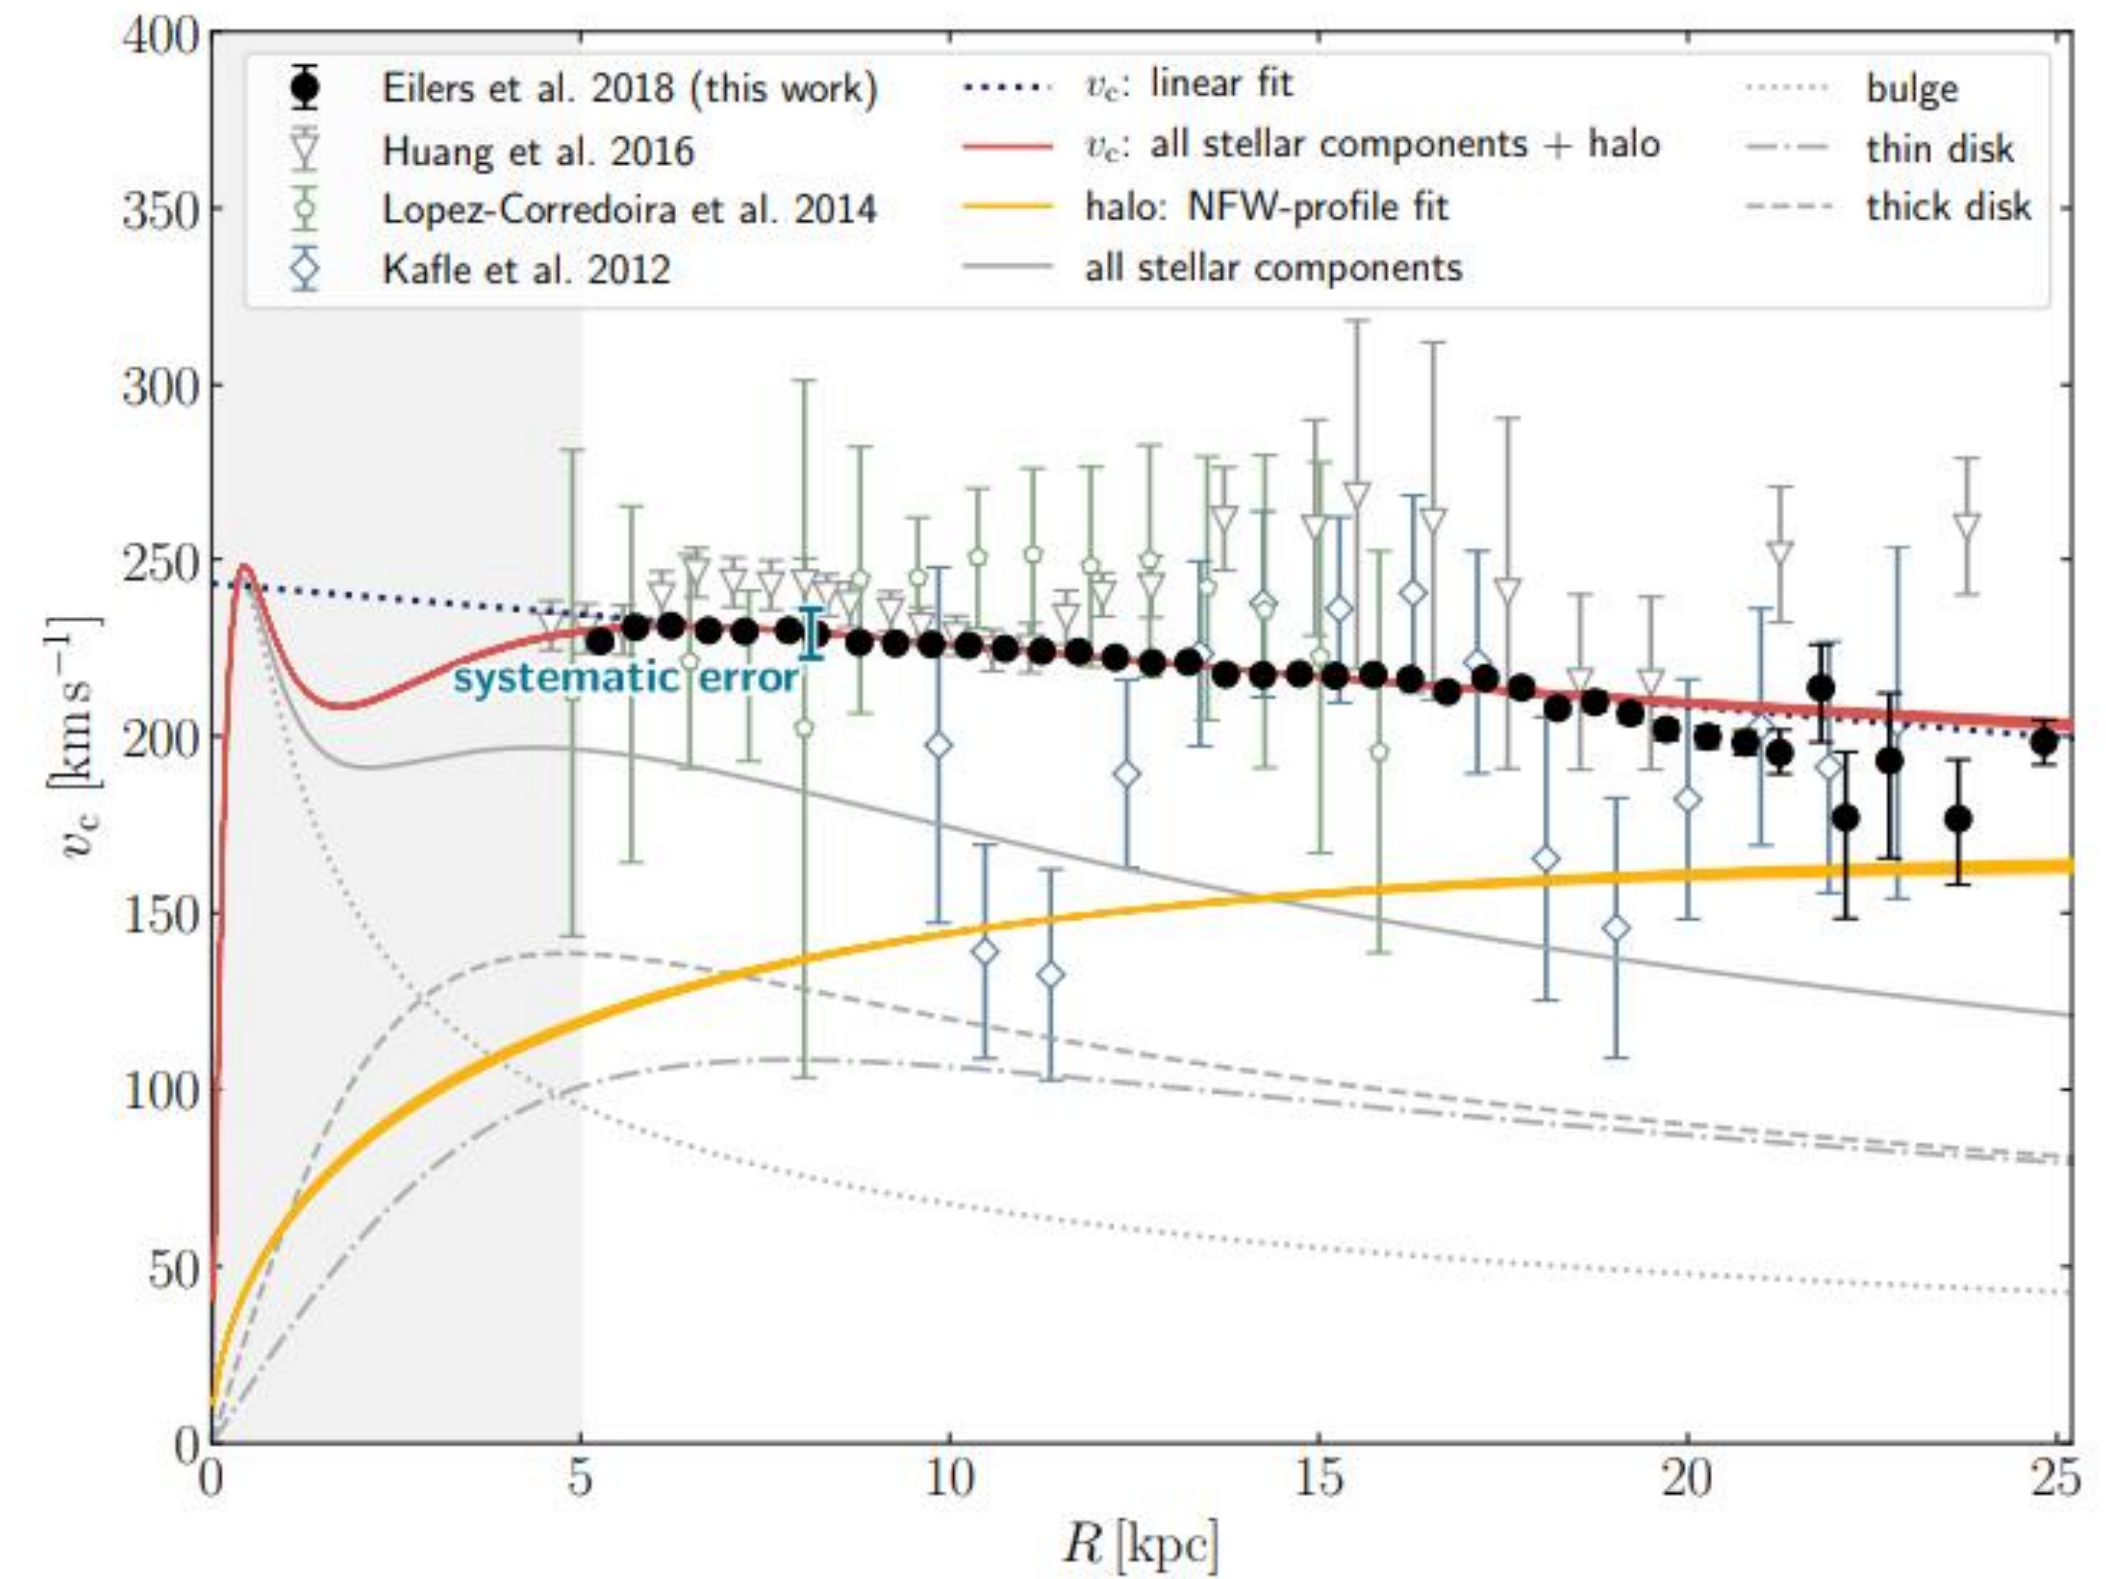 400
350
300
250
200
150
100
50
0
v_c [km s⁻¹]
Eilers et al. 2018 (this work)
Huang et al. 2016
Lopez-Corredoira et al. 2014
Kafle et al. 2012
v_c: linear fit
v_c: all stellar components + halo
halo: NFW-profile fit
all stellar components
bulge
thin disk
thick disk
systematic error
0 5 10 15 20 25
R [kpc]